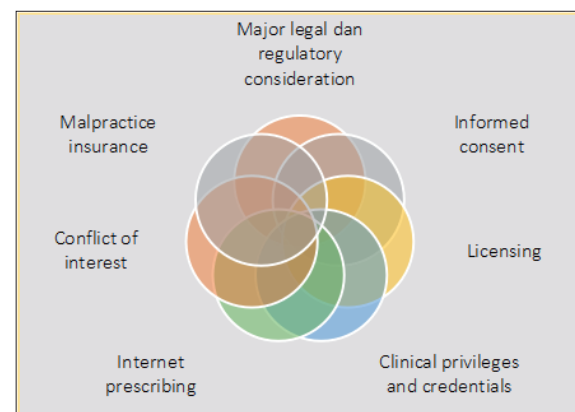 Major legal dan
regulatory
consideration
Malpractice
insurance
Informed
consent
Conflict of
interest
Licensing
Internet
prescribing
Clinical privileges
and credentials